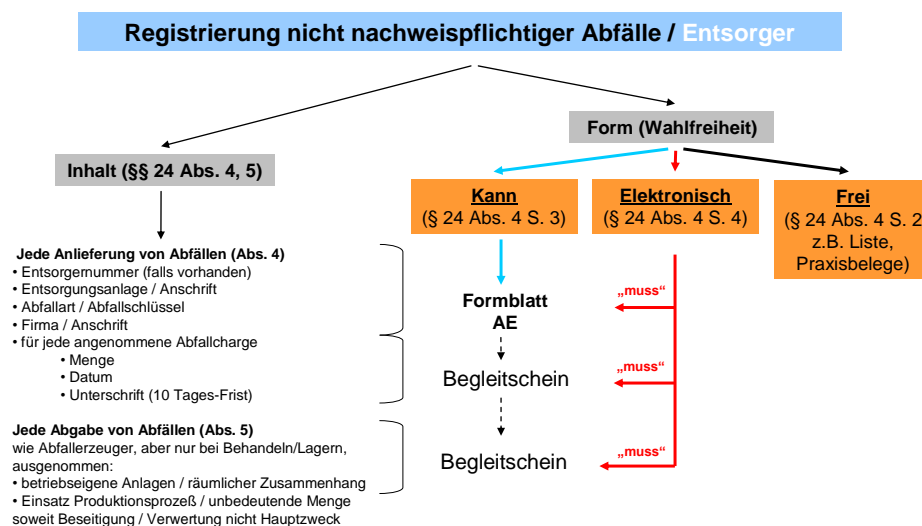 Registrierung nicht nachweispflichtiger Abfälle / Entsorger
Inhalt (§§ 24 Abs. 4, 5)
Jede Anlieferung von Abfällen (Abs. 4)
• Entsorgernummer (falls vorhanden)
• Entsorgungsanlage / Anschrift
• Abfallart / Abfallschlüssel
• Firma / Anschrift
• für jede angenommene Abfallcharge
• Menge
• Datum
• Unterschrift (10 Tages-Frist)
Jede Abgabe von Abfällen (Abs. 5)
wie Abfallerzeuger, aber nur bei Behandeln/Lagern,
ausgenommen:
• betriebseigene Anlagen / räumlicher Zusammenhang
• Einsatz Produktionsprozeß / unbedeutende Menge
soweit Beseitigung / Verwertung nicht Hauptzweck
Form (Wahlfreiheit)
Kann
(§ 24 Abs. 4 S. 3)
Elektronisch
(§ 24 Abs. 4 S. 4)
Frei
(§ 24 Abs. 4 S. 2
z.B. Liste,
Praxisbelege)
Formblatt
AE
„muss“
Begleitschein
„muss“
Begleitschein
„muss“